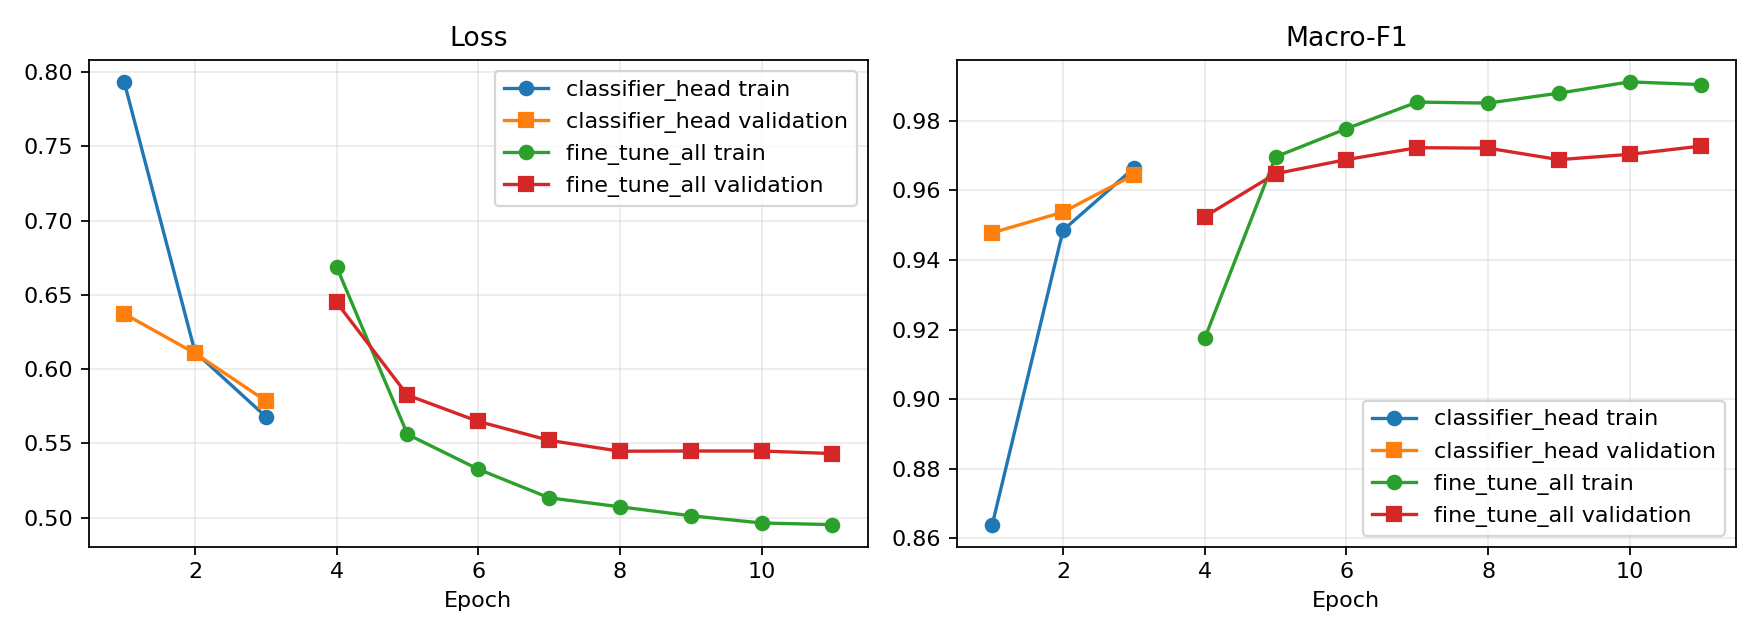 Loss
0.80
0.75
0.70
0.65
0.60
0.55
0.50
classifier_head train
classifier_head validation
fine_tune_all train
fine_tune_all validation
2
4
6
8
10
Epoch
Macro-F1
0.98
0.96
0.94
0.92
0.90
0.88
0.86
classifier_head train
classifier_head validation
fine_tune_all train
fine_tune_all validation
2
4
6
8
10
Epoch